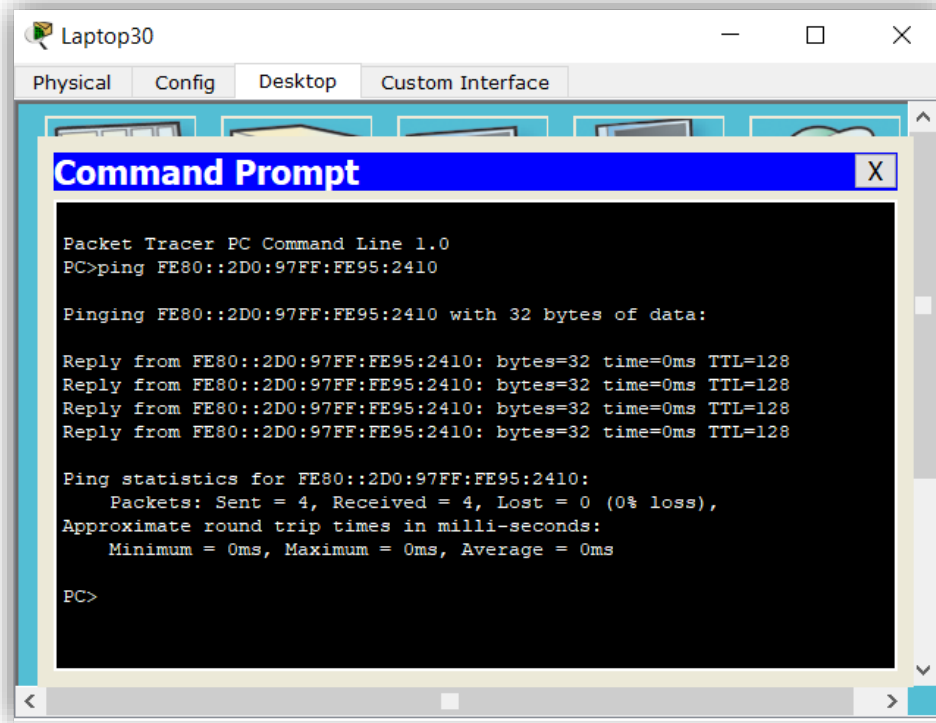 Laptop30
Physical Config Desktop Custom Interface
Command Prompt X
Packet Tracer PC Command Line 1.0
PC>ping FE80::2D0:97FF:FE95:2410
Pinging FE80::2D0:97FF:FE95:2410 with 32 bytes of data:
Reply from FE80::2D0:97FF:FE95:2410: bytes=32 time=0ms TTL=128
Reply from FE80::2D0:97FF:FE95:2410: bytes=32 time=0ms TTL=128
Reply from FE80::2D0:97FF:FE95:2410: bytes=32 time=0ms TTL=128
Reply from FE80::2D0:97FF:FE95:2410: bytes=32 time=0ms TTL=128
Ping statistics for FE80::2D0:97FF:FE95:2410:
Packets: Sent = 4, Received = 4, Lost = 0 (0% loss),
Approximate round trip times in milli-seconds:
Minimum = 0ms, Maximum = 0ms, Average = 0ms
PC>